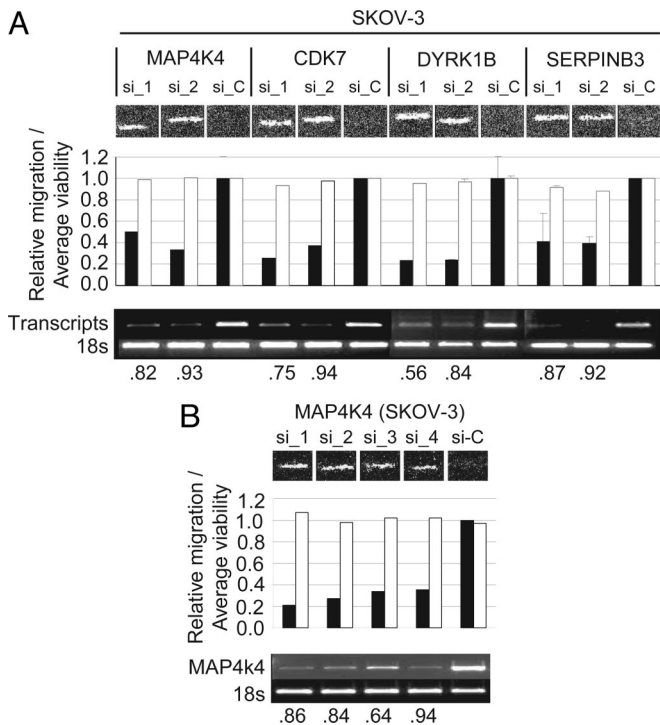 A
SKOV-3
MAP4K4 CDK7 DYRK1B SERPINB3
si_1 si_2 si_C si_1 si_2 si_C si_1 si_2 si_C si_1 si_2 si_C
Relative migration /
Average viability
1.2
1.0
0.8
0.6
0.4
0.2
0.0
Transcripts
18s
.82 .93 .75 .94 .56 .84 .87 .92
B
MAP4K4 (SKOV-3)
si_1 si_2 si_3 si_4 si-C
Relative migration /
Average viability
1.2
1.0
0.8
0.6
0.4
0.2
0.0
MAP4k4
18s
.86 .84 .64 .94